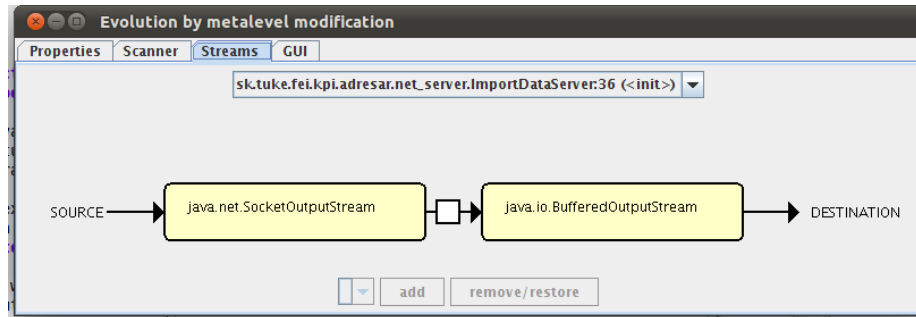 Evolution by metalevel modification
Properties Scanner Streams GUI
sk.tuke.fei.kpi.adresar.net_server.ImportDataServer:36 (<init>)
SOURCE java.net.SocketOutputStream java.io.BufferedOutputStream DESTINATION
add remove/restore